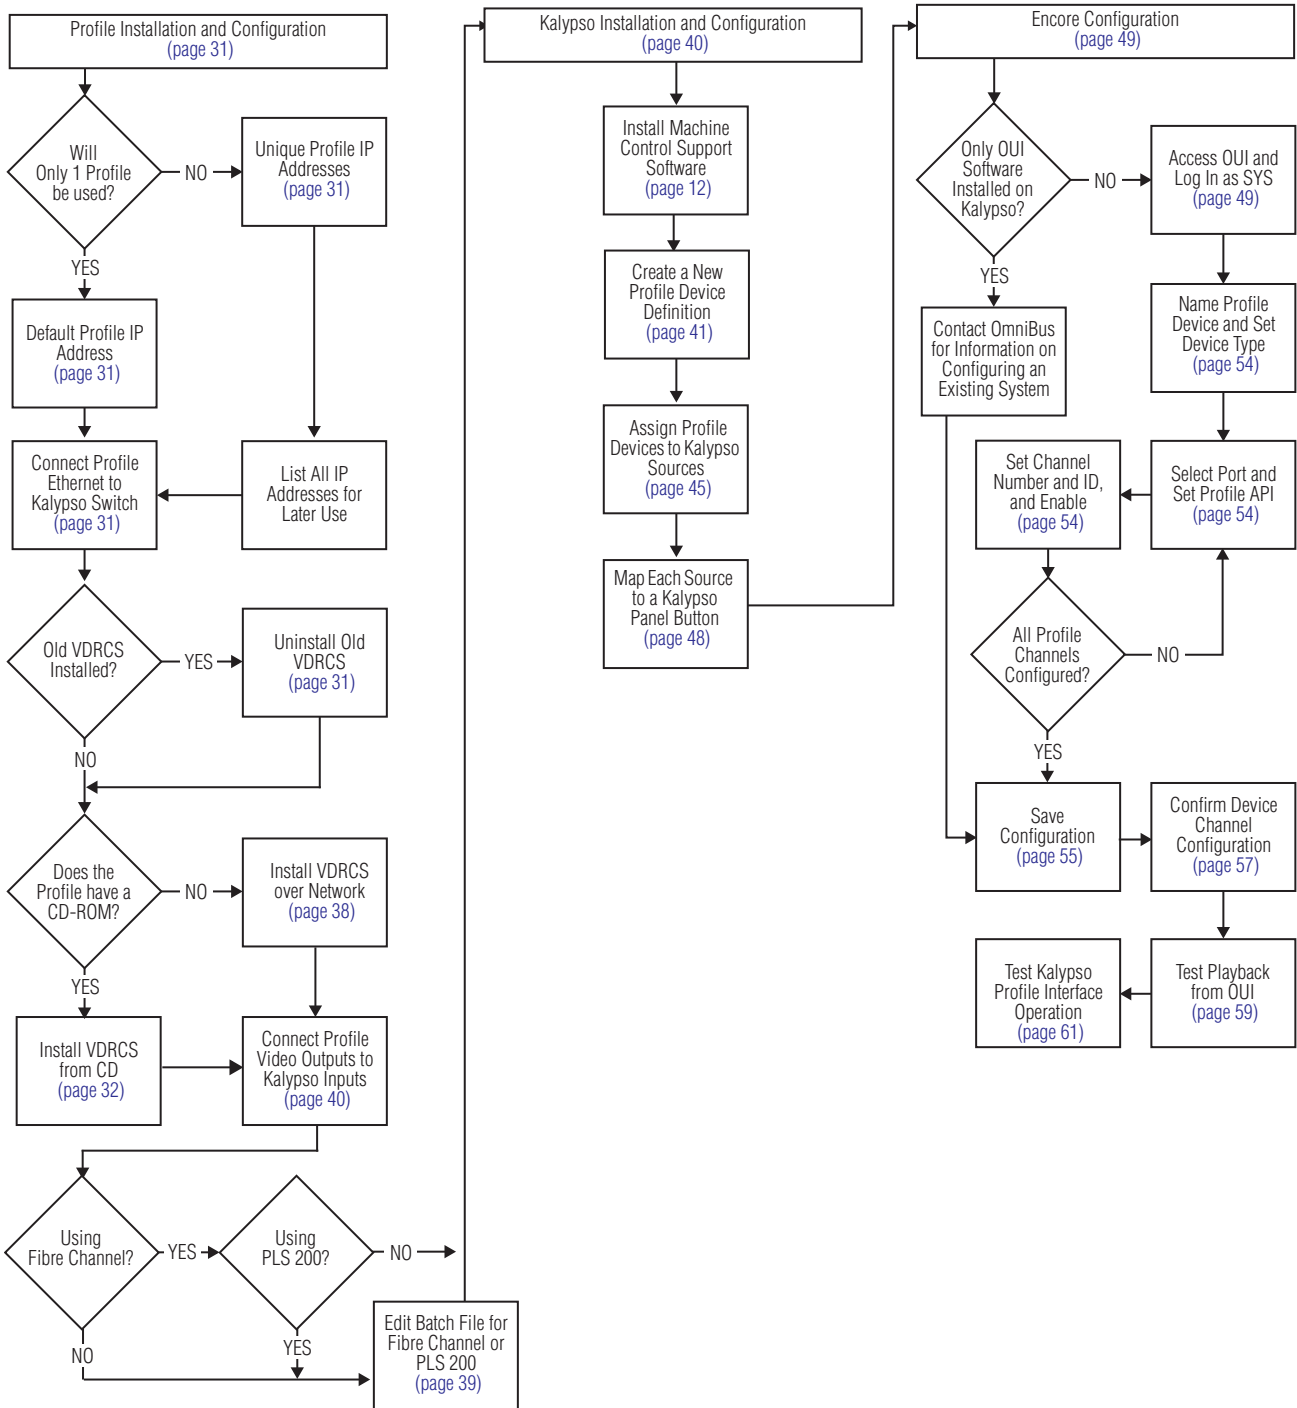 Profile Installation and Configuration
(page 31)
Will
Only 1 Profile
be used?
NO
Unique Profile IP
Addresses
(page 31)
YES
Default Profile IP
Address
(page 31)
Connect Profile
Ethernet to
Kalypso Switch
(page 31)
List All IP
Addresses for
Later Use
Old VDRCS
Installed?
YES
Uninstall Old
VDRCS
(page 31)
NO
Does the
Profile have a
CD-ROM?
NO
Install VDRCS
over Network
(page 38)
YES
Install VDRCS
from CD
(page 32)
Connect Profile
Video Outputs to
Kalypso Inputs
(page 40)
Using
Fibre Channel?
YES
Using
PLS 200?
NO
NO
YES
Edit Batch File for
Fibre Channel or
PLS 200
(page 39)
Kalypso Installation and Configuration
(page 40)
Install Machine
Control Support
Software
(page 12)
Create a New
Profile Device
Definition
(page 41)
Assign Profile
Devices to Kalypso
Sources
(page 45)
Map Each Source
to a Kalypso
Panel Button
(page 48)
Encore Configuration
(page 49)
Only OUI
Software
Installed on
Kalypso?
NO
Access OUI and
Log In as SYS
(page 49)
YES
Contact OmniBus
for Information on
Configuring an
Existing System
Name Profile
Device and Set
Device Type
(page 54)
Select Port and
Set Profile API
(page 54)
Set Channel
Number and ID,
and Enable
(page 54)
All Profile
Channels
Configured?
NO
YES
Save
Configuration
(page 55)
Confirm Device
Channel
Configuration
(page 57)
Test Playback
from OUI
(page 59)
Test Kalypso
Profile Interface
Operation
(page 61)